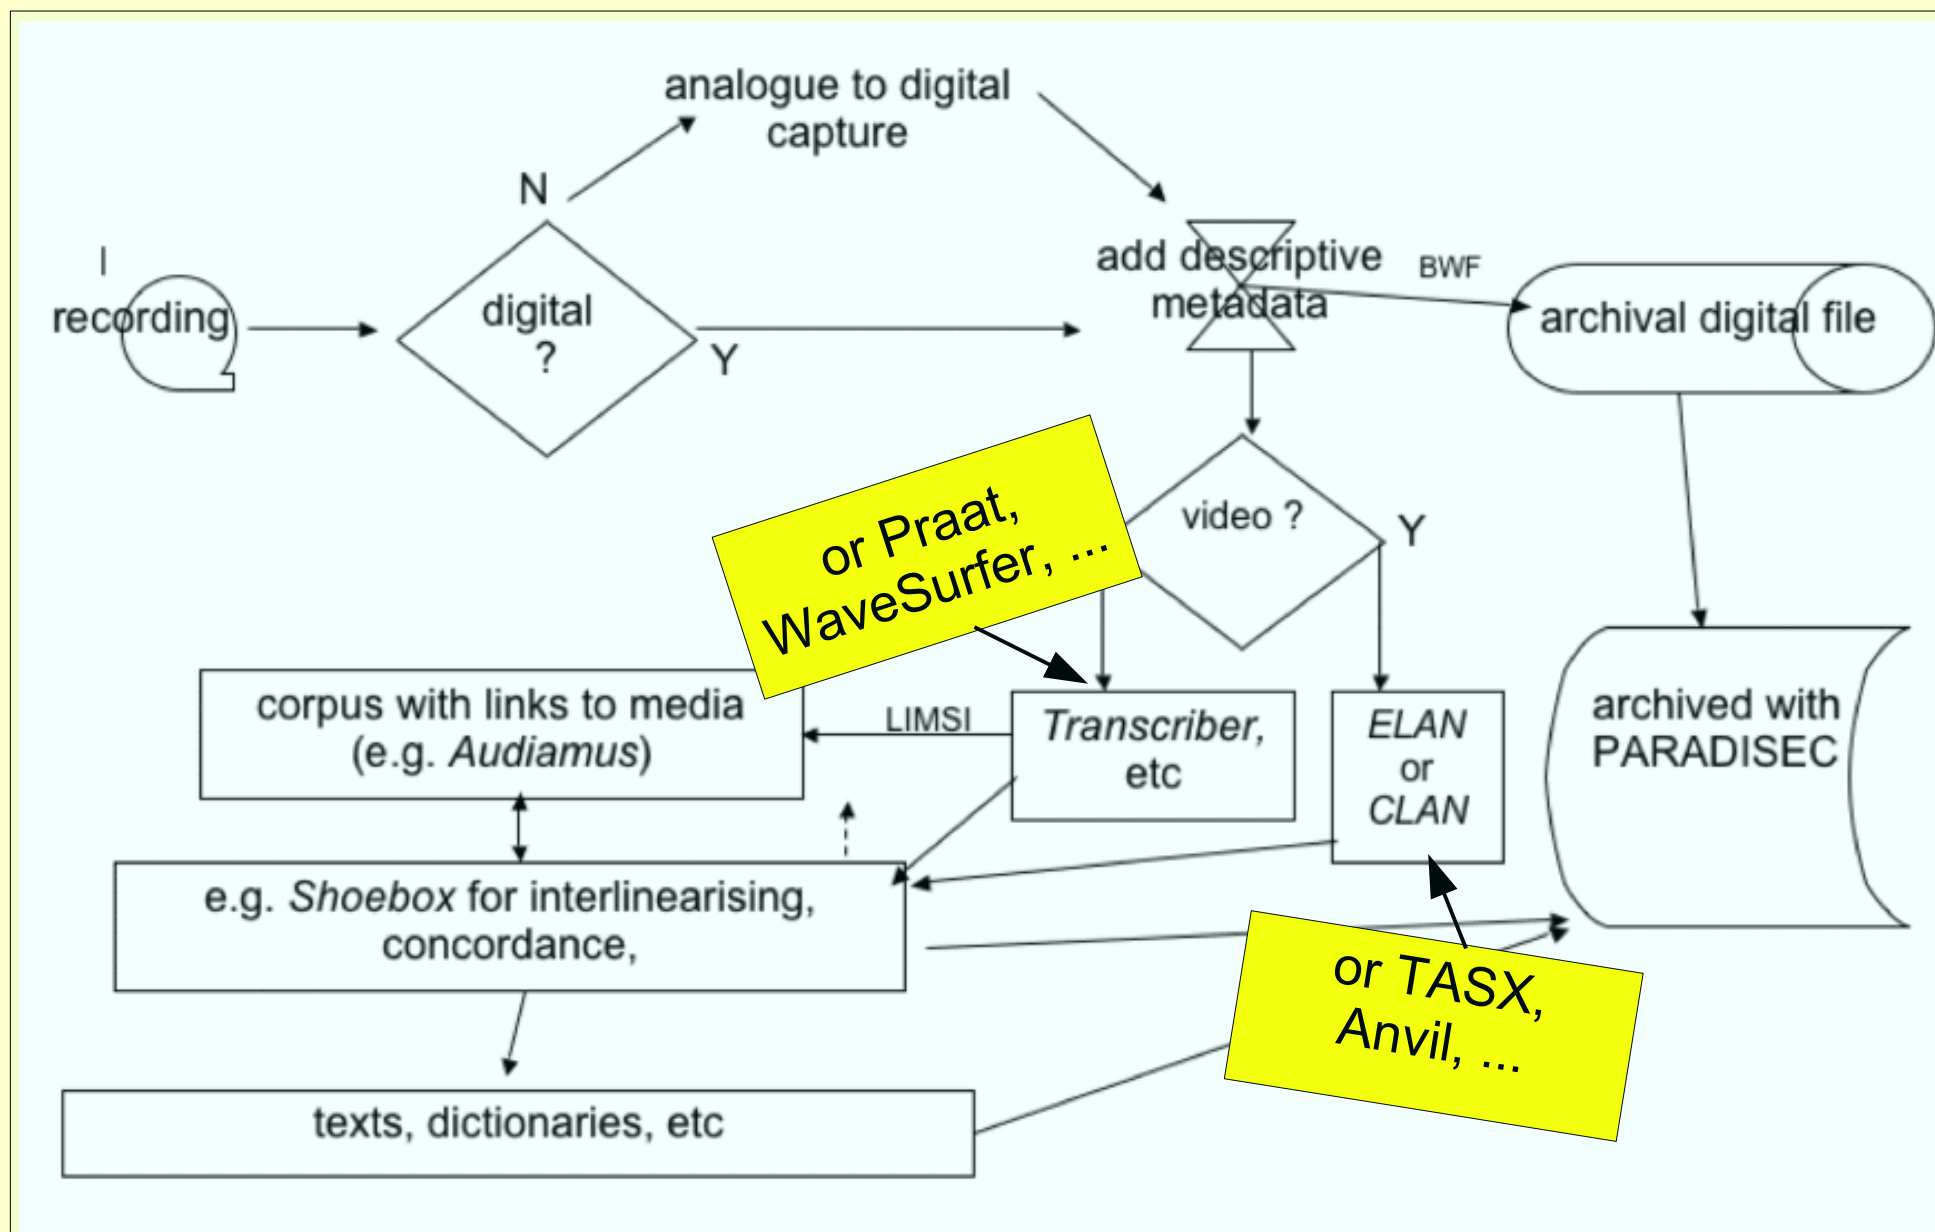 analogue to digital
capture
N
I
recording
digital
?
Y
add descriptive
metadata
BWF
archival digital file
video ?
Y
or Praat,
WaveSurfer, ...
corpus with links to media
(e.g. Audiamus)
LIMSI
Transcriber,
etc
ELAN
or
CLAN
archived with
PARADISEC
e.g. Shoebox for interlinearising,
concordance,
or TASX,
Anvil, ...
texts, dictionaries, etc